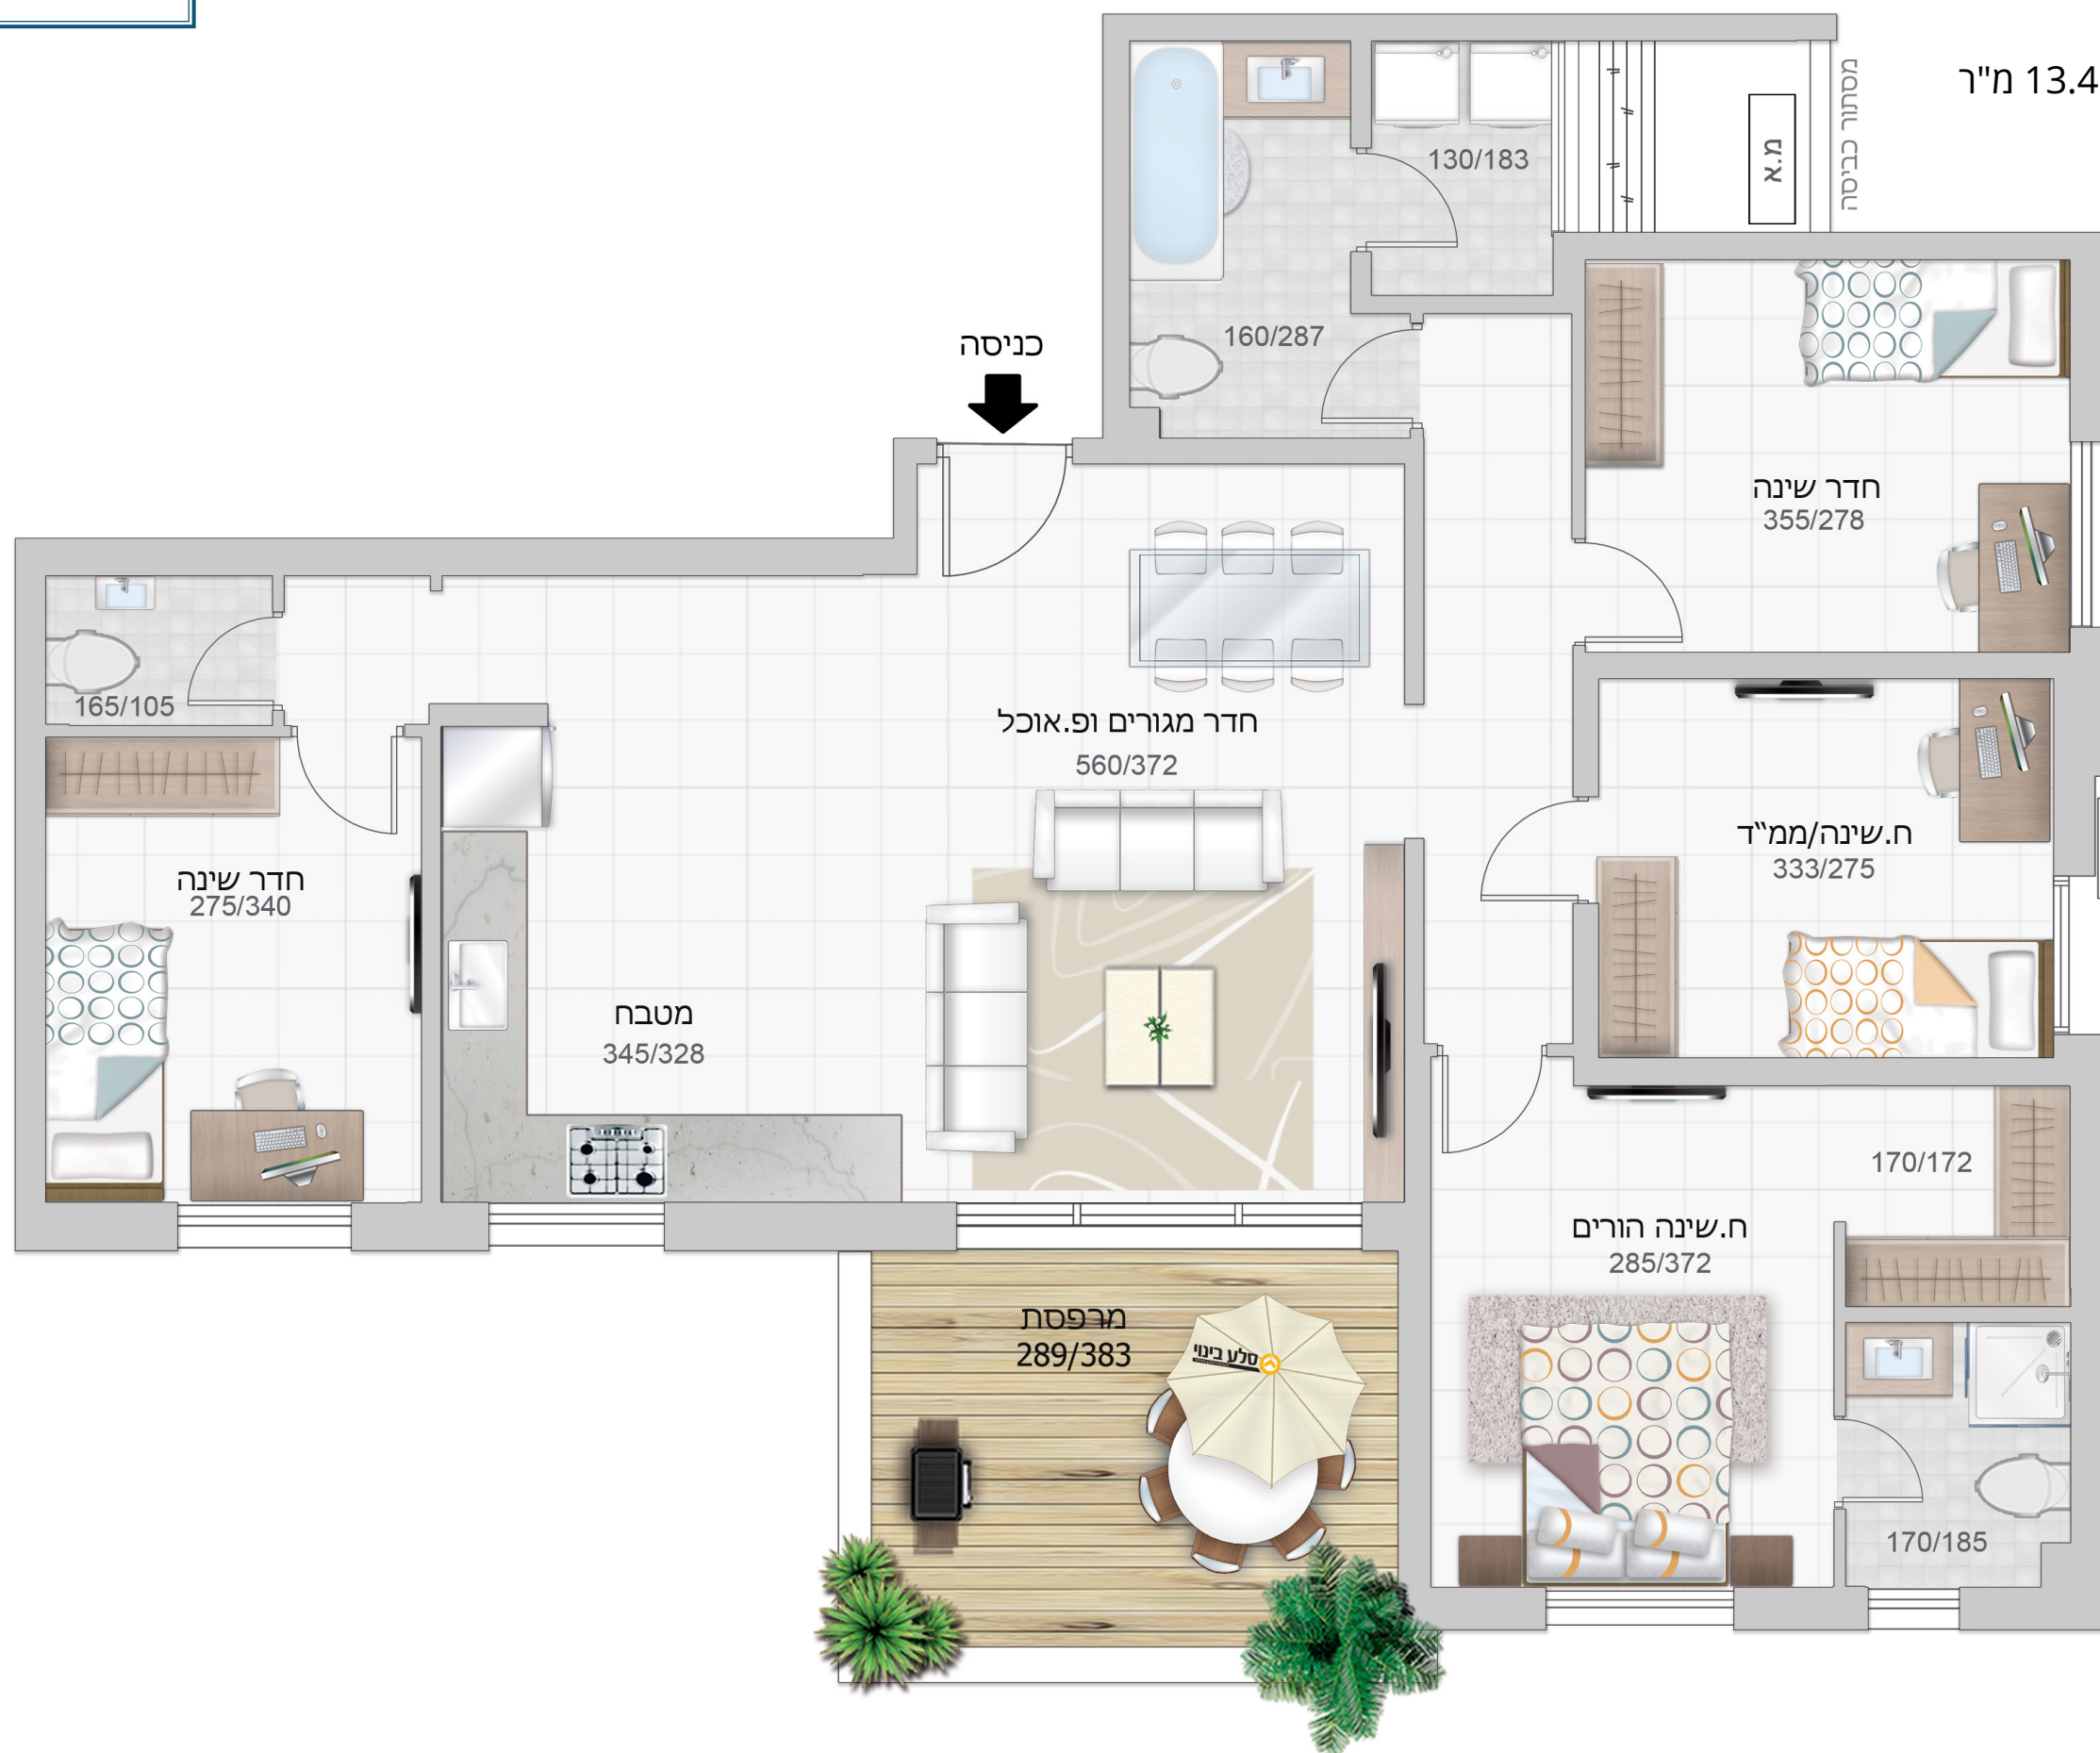 13.4 מ"ר
מסתור כביסה
מ.א
130/183
160/287
כניסה
חדר שינה
355/278
165/105
חדר מגורים ופ.אוכל
560/372
ח.שינה/ממ"ד
333/275
חדר שינה
275/340
מטבח
345/328
170/172
ח.שינה הורים
285/372
מרפסת
289/383
סלע בינוי
170/185